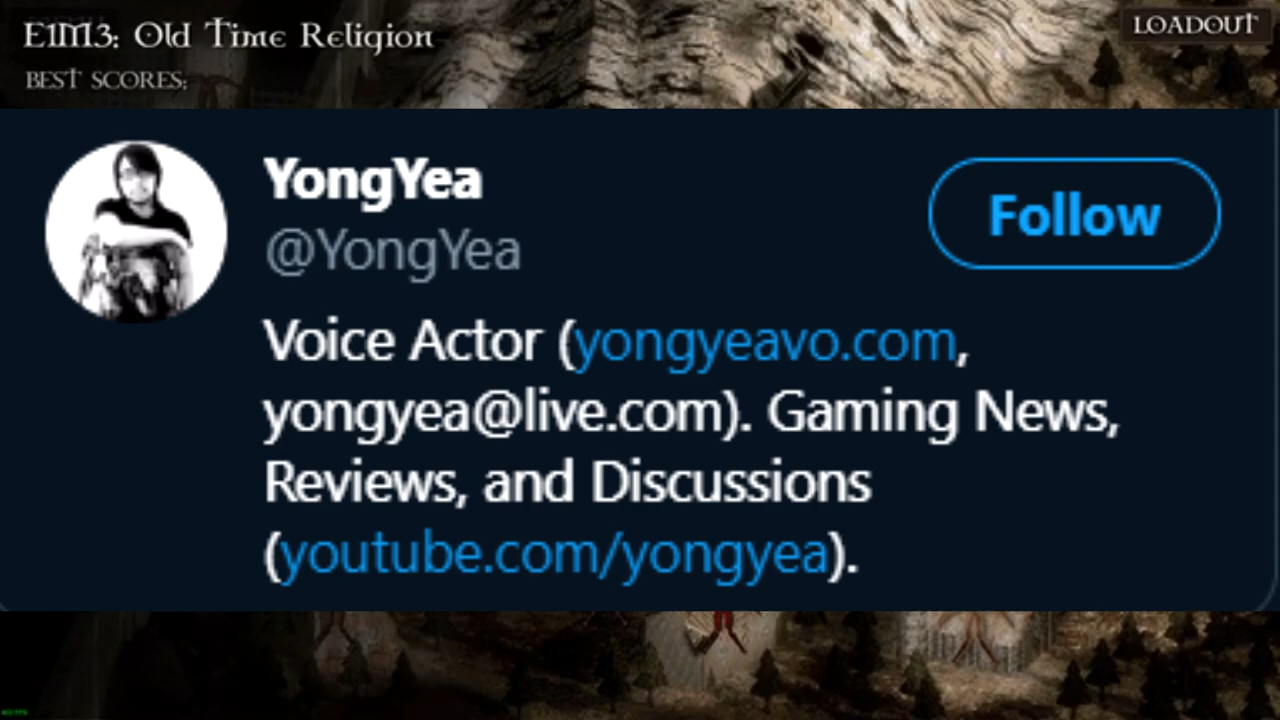 E1M3: Old Time Religion
LOADOUT
BEST SCORES:
YongYea
Follow
@YongYea
Voice Actor (yongyeavo.com,
yongyea@live.com). Gaming News,
Reviews, and Discussions
(youtube.com/yongyea).